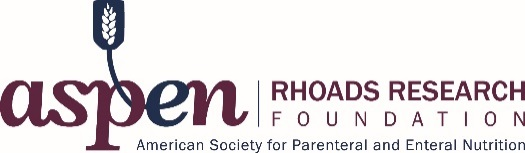 aspen
RHOADS RESEARCH
FOUNDATION
American Society for Parenteral and Enteral Nutrition